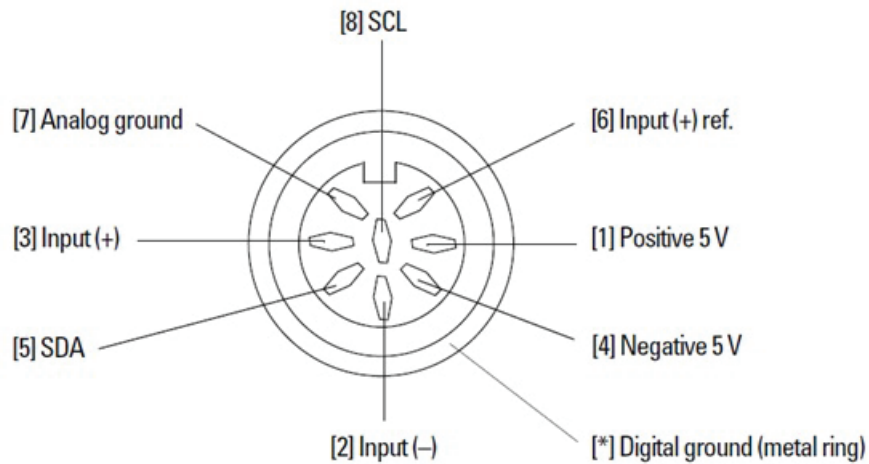 [8] SCL
[7] Analog ground
[6] Input (+) ref.
[3] Input (+)
[1] Positive 5 V
[5] SDA
[4] Negative 5 V
[2] Input (–)
[*] Digital ground (metal ring)